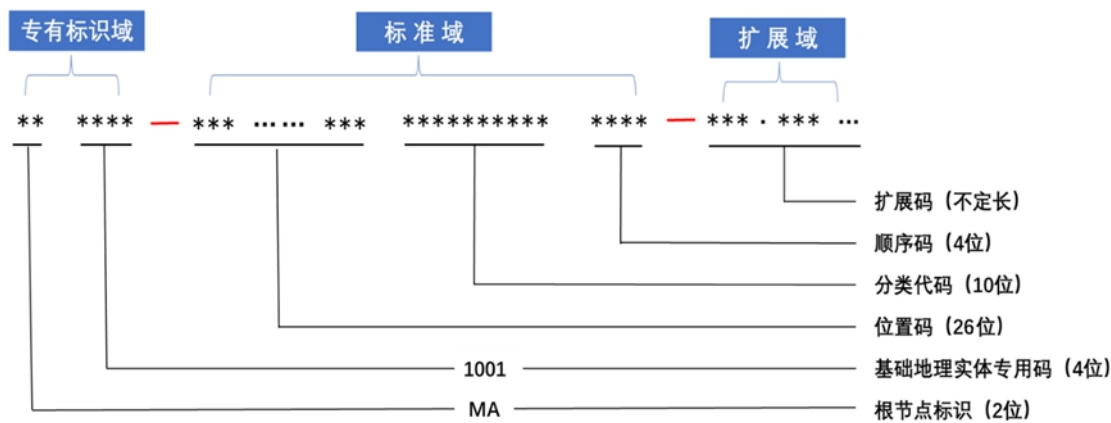 专有标识域 标准域 扩展域
** **** — *** …… *** ********** **** — *** . *** …
扩展码（不定长）
顺序码（4位）
分类代码（10位）
位置码（26位）
1001 基础地理实体专用码（4位）
MA 根节点标识（2位）